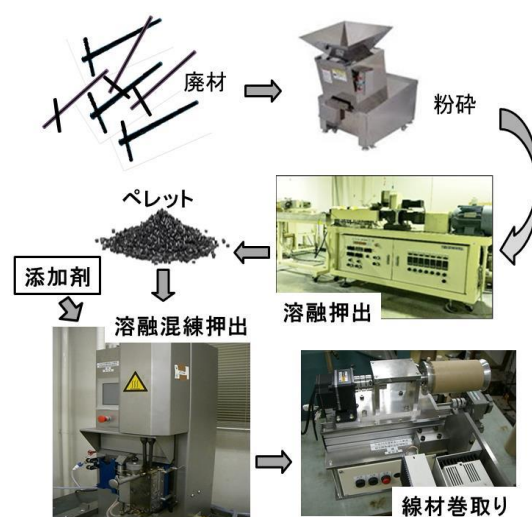 廃材
粉砕
ペレット
添加剤
溶融混練押出
溶融押出
線材巻取り